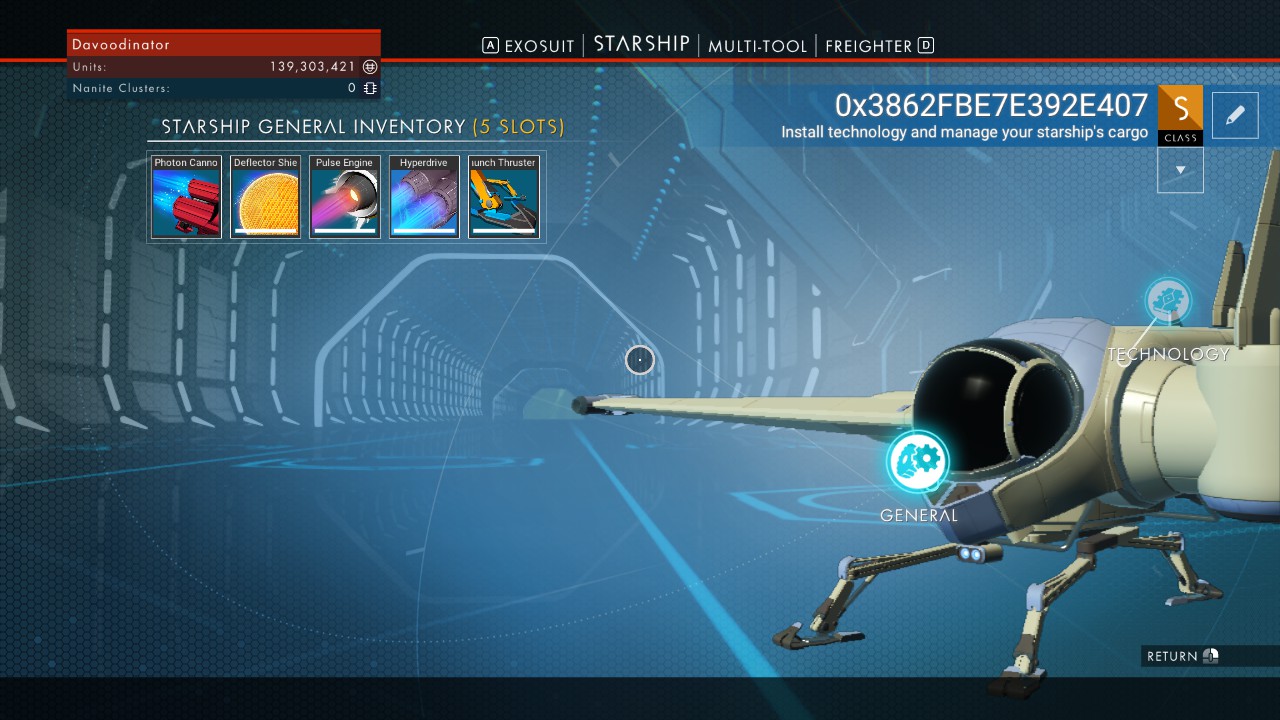 Davoodinator
Units: 139,303,421
Nanite Clusters: 0
A EXOSUIT STARSHIP MULTI-TOOL FREIGHTER D
0x3862FBE7E392E407
Install technology and manage your starship's cargo
S
CLASS
STARSHIP GENERAL INVENTORY (5 SLOTS)
Photon Canno Deflector Shie Pulse Engine Hyperdrive unch Thruster
TECHNOLOGY
GENERAL
RETURN